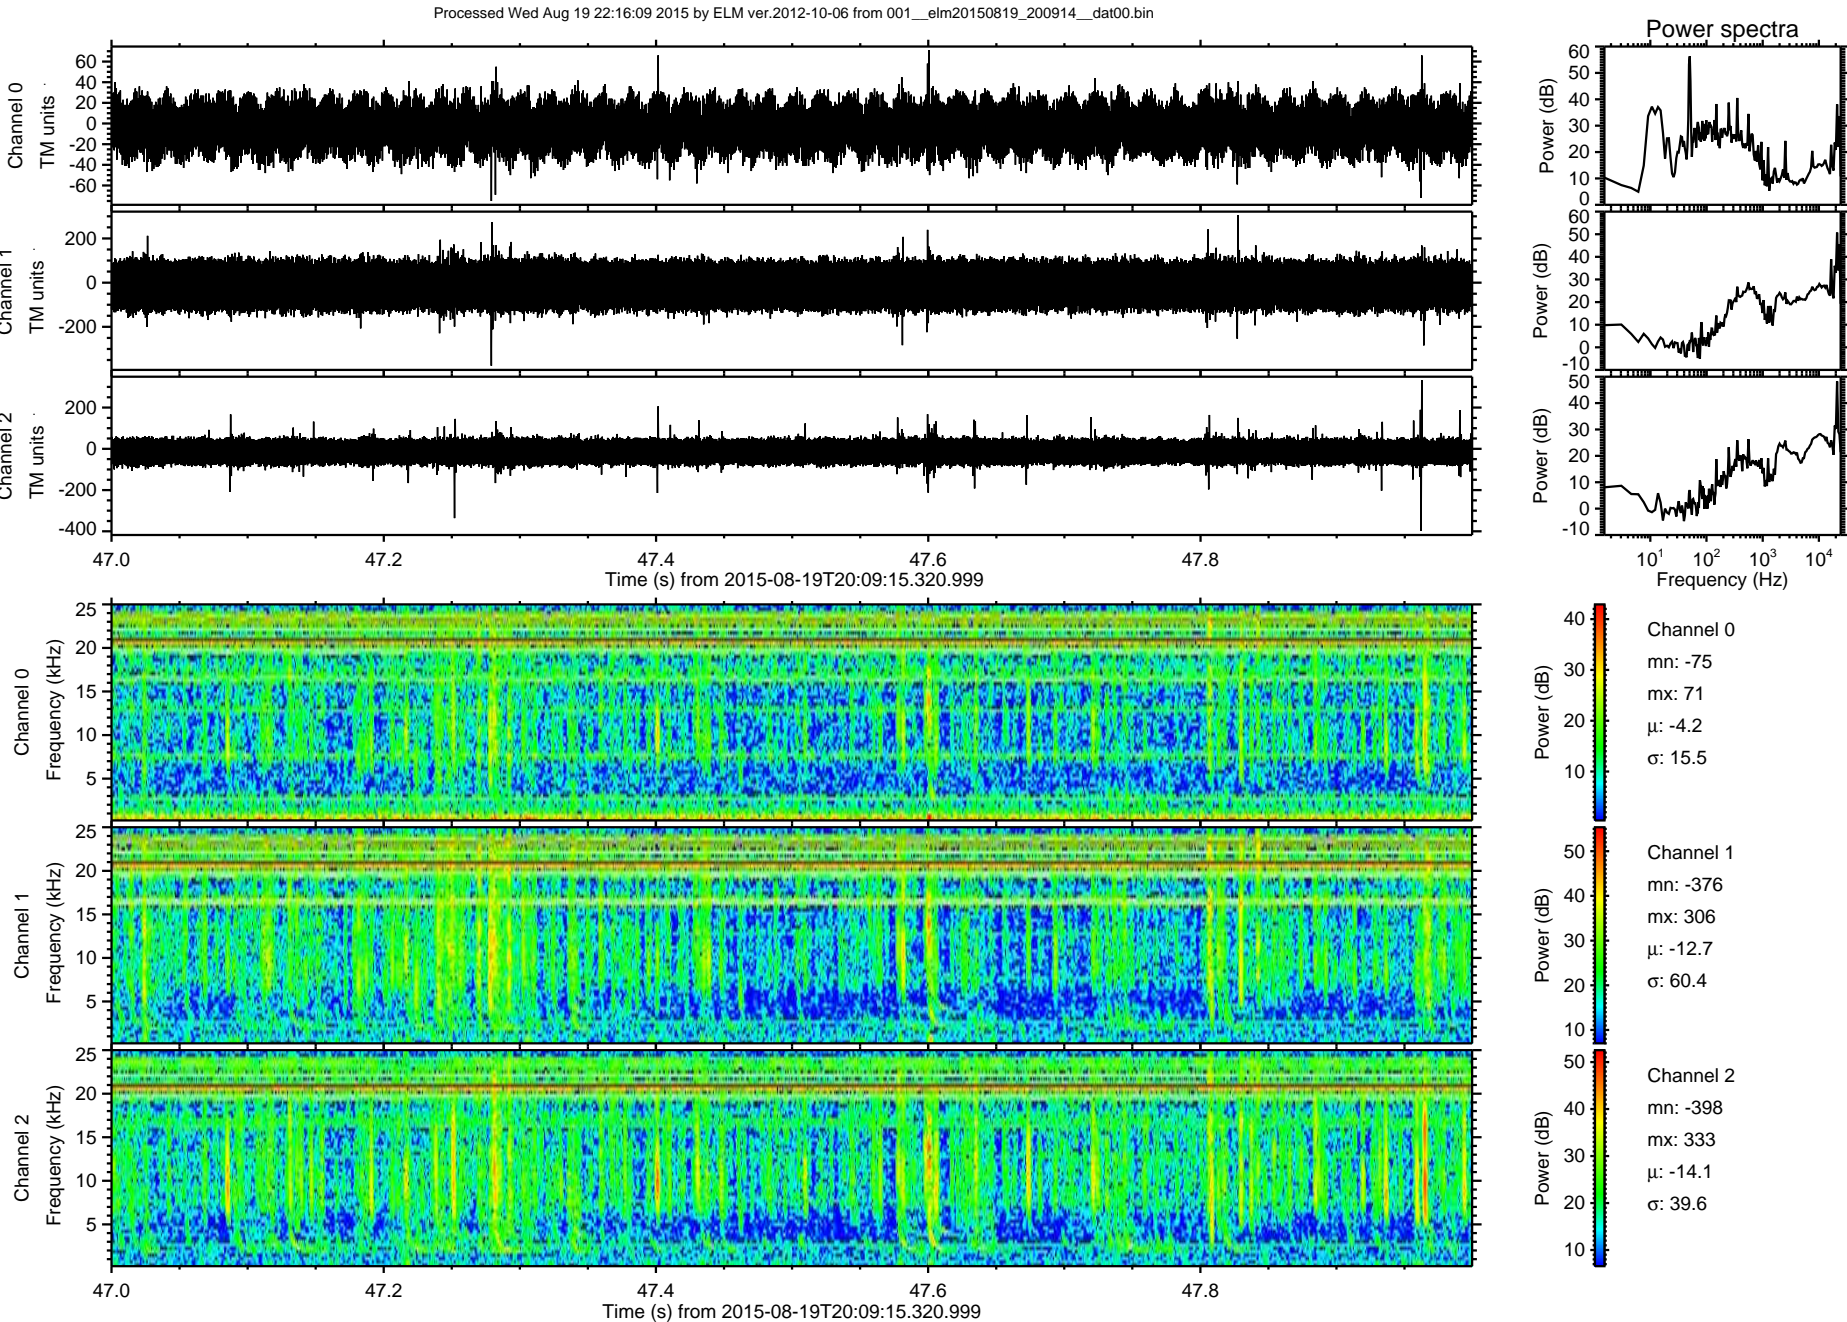 Processed Wed Aug 19 22:16:09 2015 by ELM ver.2012-10-06 from 001__elm20150819_200914__dat00.bin
Power spectra
Channel 0
TM units
60
40
20
0
-20
-40
-60
Power (dB)
60
50
40
30
20
10
0
Channel 1
TM units
200
0
-200
Power (dB)
60
50
40
30
20
10
0
-10
Channel 2
TM units
200
0
-200
-400
Power (dB)
50
40
30
20
10
0
-10
47.0 47.2 47.4 47.6 47.8
Time (s) from 2015-08-19T20:09:15.320.999
10^1 10^2 10^3 10^4
Frequency (Hz)
Channel 0
Frequency (kHz)
25
20
15
10
5
Power (dB)
40
30
20
10
Channel 0
mn: -75
mx: 71
μ: -4.2
σ: 15.5
Channel 1
Frequency (kHz)
25
20
15
10
5
Power (dB)
50
40
30
20
10
Channel 1
mn: -376
mx: 306
μ: -12.7
σ: 60.4
Channel 2
Frequency (kHz)
25
20
15
10
5
Power (dB)
50
40
30
20
10
Channel 2
mn: -398
mx: 333
μ: -14.1
σ: 39.6
47.0 47.2 47.4 47.6 47.8
Time (s) from 2015-08-19T20:09:15.320.999